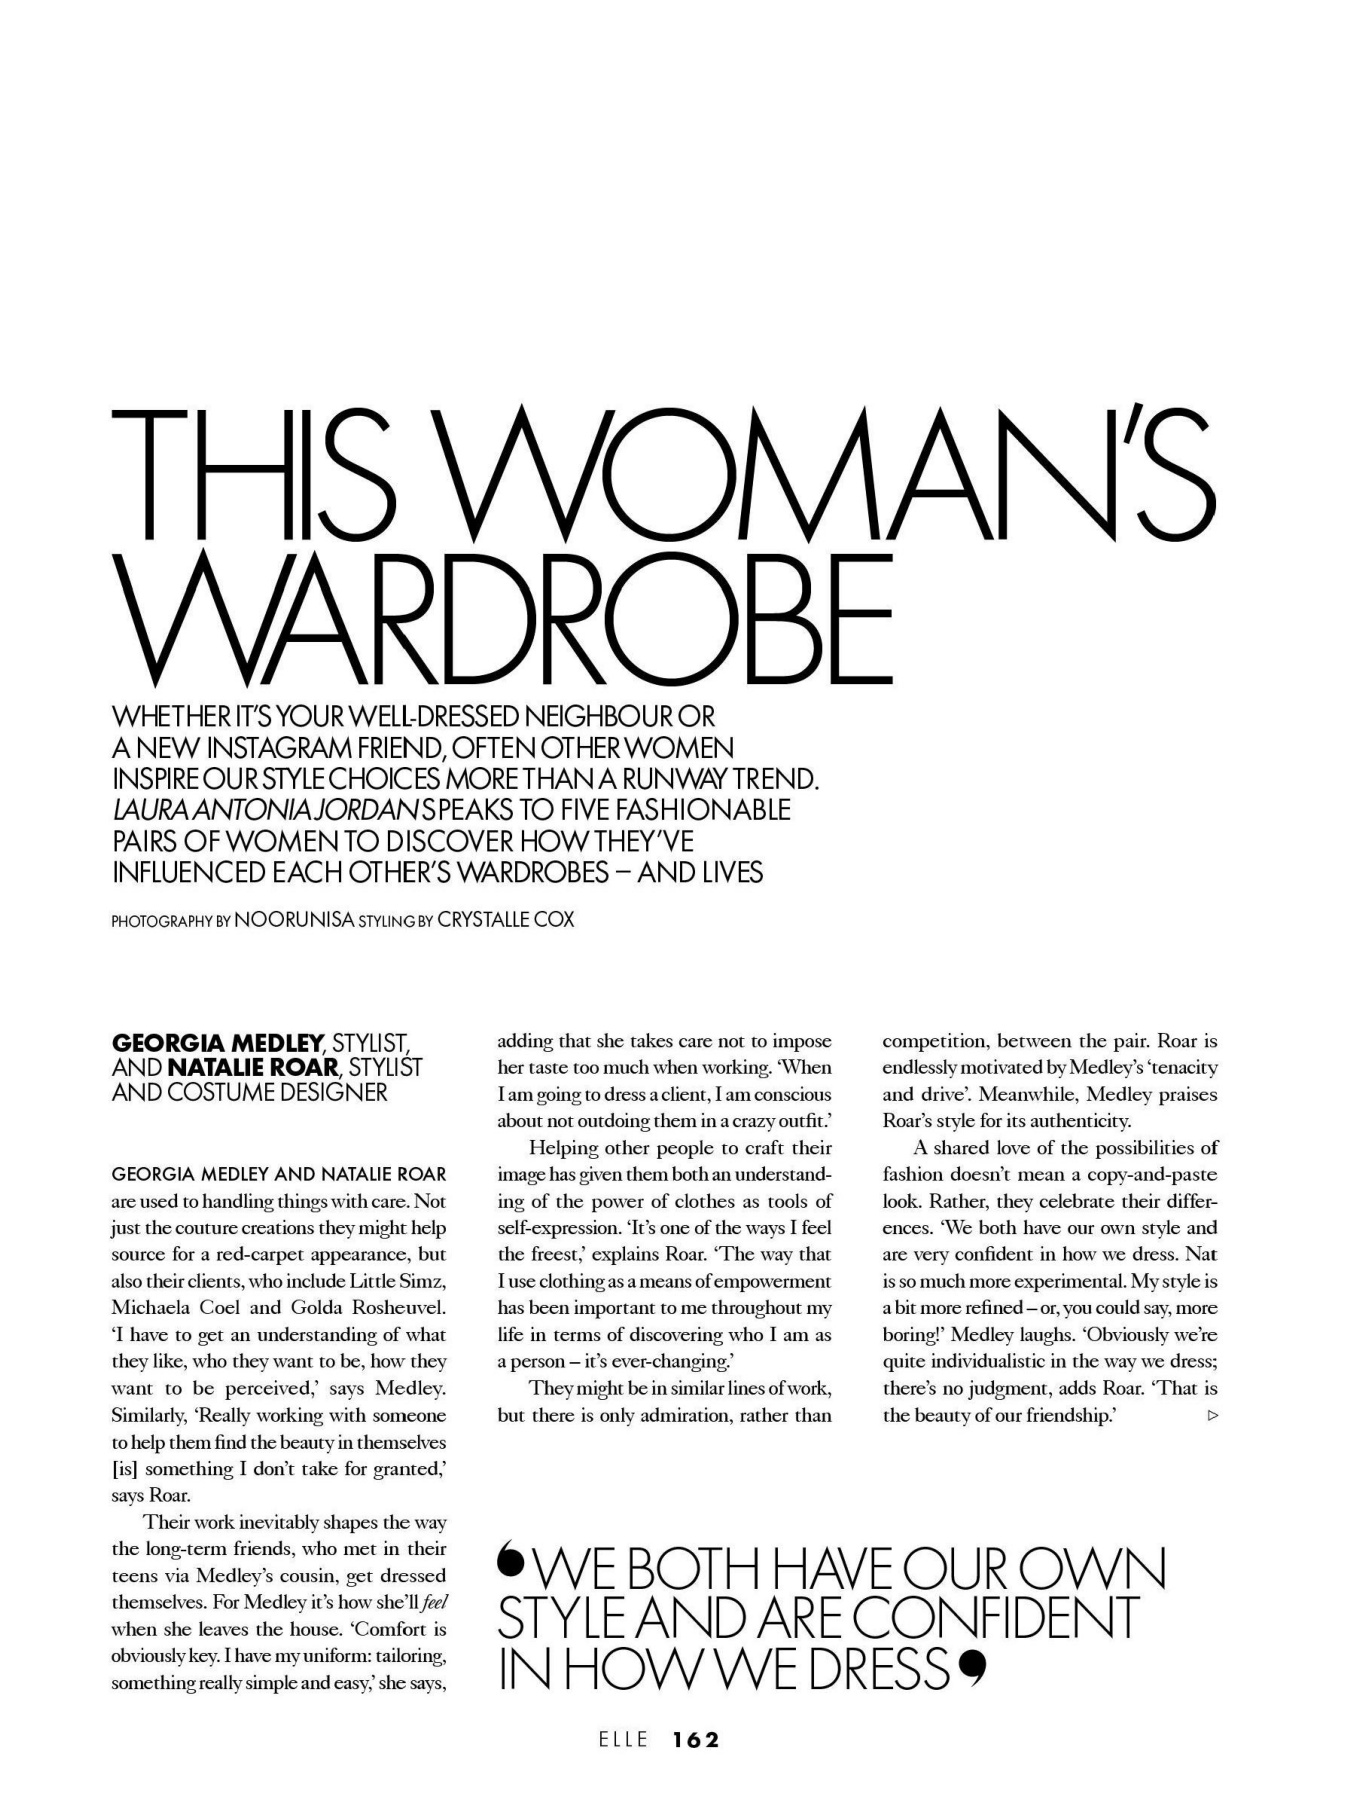 THIS WOMAN'S
WARDROBE
WHETHER IT'S YOUR WELL-DRESSED NEIGHBOUR OR
A NEW INSTAGRAM FRIEND, OFTEN OTHER WOMEN
INSPIRE OUR STYLE CHOICES MORE THAN A RUNWAY TREND.
LAURA ANTONIA JORDAN SPEAKS TO FIVE FASHIONABLE
PAIRS OF WOMEN TO DISCOVER HOW THEY'VE
INFLUENCED EACH OTHER'S WARDROBES – AND LIVES
PHOTOGRAPHY BY NOORUNISA STYLING BY CRYSTALLE COX
GEORGIA MEDLEY, STYLIST,
AND NATALIE ROAR, STYLIST
AND COSTUME DESIGNER
GEORGIA MEDLEY AND NATALIE ROAR
are used to handling things with care. Not
just the couture creations they might help
source for a red-carpet appearance, but
also their clients, who include Little Simz,
Michaela Coel and Golda Rosheuvel.
‘I have to get an understanding of what
they like, who they want to be, how they
want to be perceived,’ says Medley.
Similarly, ‘Really working with someone
to help them find the beauty in themselves
[is] something I don’t take for granted,’
says Roar.
Their work inevitably shapes the way
the long-term friends, who met in their
teens via Medley’s cousin, get dressed
themselves. For Medley it’s how she’ll feel
when she leaves the house. ‘Comfort is
obviously key. I have my uniform: tailoring,
something really simple and easy,’ she says,
adding that she takes care not to impose
her taste too much when working. ‘When
I am going to dress a client, I am conscious
about not outdoing them in a crazy outfit.’
Helping other people to craft their
image has given them both an understand-
ing of the power of clothes as tools of
self-expression. ‘It’s one of the ways I feel
the freest,’ explains Roar. ‘The way that
I use clothing as a means of empowerment
has been important to me throughout my
life in terms of discovering who I am as
a person – it’s ever-changing.’
They might be in similar lines of work,
but there is only admiration, rather than
competition, between the pair. Roar is
endlessly motivated by Medley’s ‘tenacity
and drive’. Meanwhile, Medley praises
Roar’s style for its authenticity.
A shared love of the possibilities of
fashion doesn’t mean a copy-and-paste
look. Rather, they celebrate their differ-
ences. ‘We both have our own style and
are very confident in how we dress. Nat
is so much more experimental. My style is
a bit more refined – or, you could say, more
boring!’ Medley laughs. ‘Obviously we’re
quite individualistic in the way we dress;
there’s no judgment, adds Roar. ‘That is
the beauty of our friendship.’ ▷
‘WE BOTH HAVE OUR OWN
STYLE AND ARE CONFIDENT
IN HOW WE DRESS’
ELLE 162